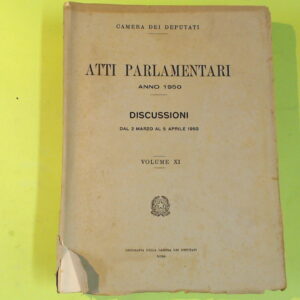 CAMERA DEI DEPUTATI
ATTI PARLAMENTARI
ANNO 1950
DISCUSSIONI
DAL 2 MARZO AL 5 APRILE 1950
VOLUME XI
TIPOGRAFIA DELLA CAMERA DEI DEPUTATI
ROMA